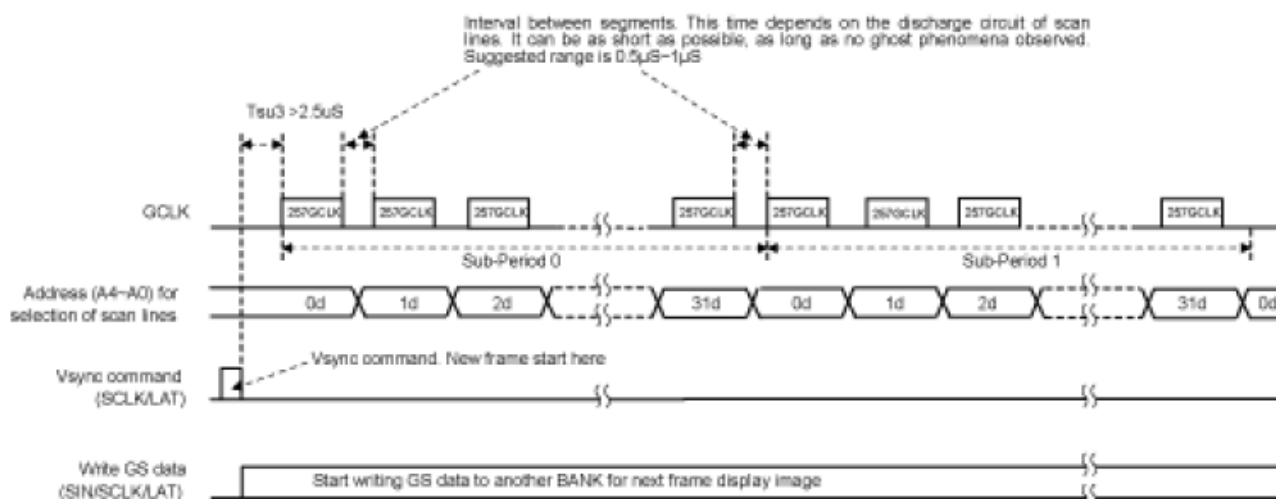 Interval between segments. This time depends on the discharge circuit of scan
lines. It can be as short as possible, as long as no ghost phenomena observed.
Suggested range is 0.5µS~1µS
Tsu3 >2.5uS
GCLK
257GCLK 257GCLK 257GCLK 257GCLK 257GCLK 257GCLK 257GCLK 257GCLK
Sub-Period 0 Sub-Period 1
Address (A4~A0) for
selection of scan lines
0d 1d 2d 31d 0d 1d 2d 31d 0d
Vsync command. New frame start here
Vsync command
(SCLK/LAT)
Write GS data
(SIN/SCLK/LAT)
Start writing GS data to another BANK for next frame display image